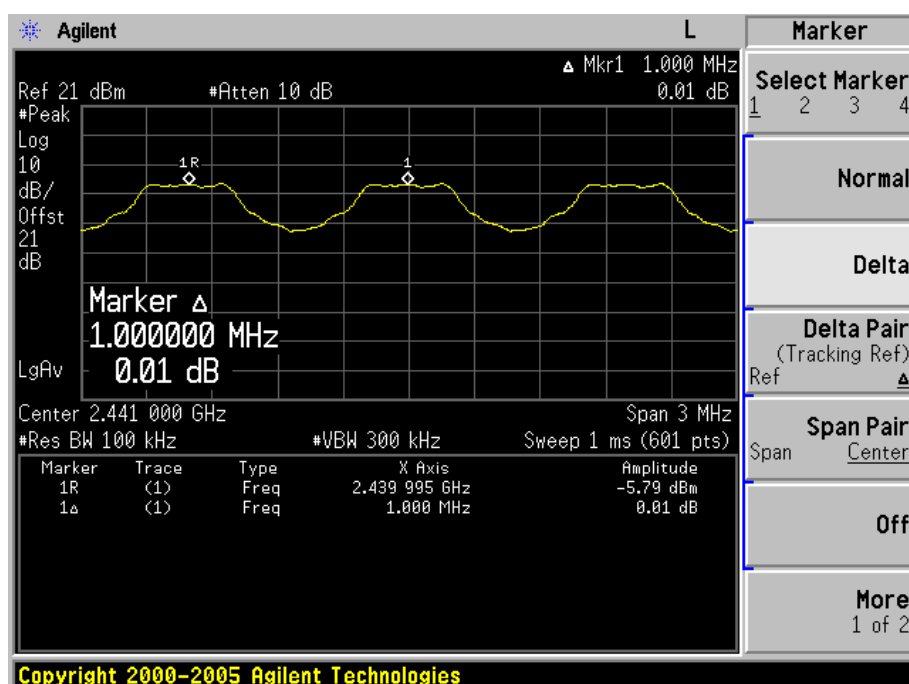 Agilent L
Δ Mkr1 1.000 MHz
Ref 21 dBm #Atten 10 dB 0.01 dB
#Peak
Log
10
dB/
Offst
21
dB
1R
1
Marker Δ
1.000000 MHz
0.01 dB
LgAv
Center 2.441 000 GHz Span 3 MHz
#Res BW 100 kHz #VBW 300 kHz Sweep 1 ms (601 pts)
Marker Trace Type X Axis Amplitude
1R (1) Freq 2.439 995 GHz -5.79 dBm
1Δ (1) Freq 1.000 MHz 0.01 dB
Copyright 2000-2005 Agilent Technologies
Marker
Select Marker
1 2 3 4
Normal
Delta
Delta Pair
(Tracking Ref)
Ref Δ
Span Pair
Span Center
Off
More
1 of 2